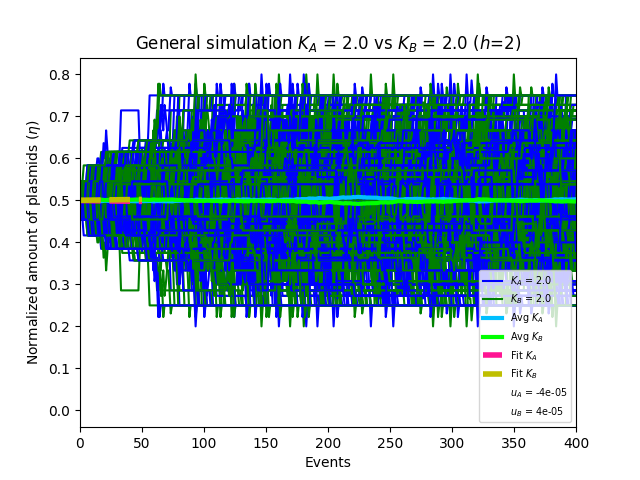 General simulation K_A = 2.0 vs K_B = 2.0 (h=2)
Normalized amount of plasmids (η)
0.8
0.7
0.6
0.5
0.4
0.3
0.2
0.1
0.0
K_A = 2.0
K_B = 2.0
Avg K_A
Avg K_B
Fit K_A
Fit K_B
u_A = -4e-05
u_B = 4e-05
0 50 100 150 200 250 300 350 400
Events